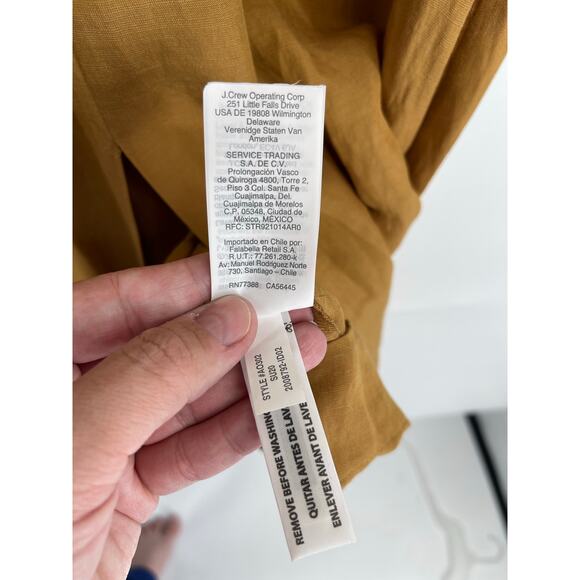 J.Crew Operating Corp
251 Little Falls Drive
USA DE 19808 Wilmington
Delaware
Verenidge Staten Van
Amerika
SERVICE TRADING
S.A. DE C.V.
Prolongación Vasco
de Quiroga 4800, Torre 2,
Piso 3 Col. Santa Fe
Cuajimalpa, Del.
Cuajimalpa de Morelos
C.P. 05348, Ciudad de
México, MÉXICO
RFC: STR921014AR0
Importado en Chile por:
Falabella Retail S.A.
R.U.T.: 77.261.280-k
Av: Manuel Rodriguez Norte
730, Santiago – Chile
RN77388 CA56445
STYLE #AO302
SU20
2008792-ID02
REMOVE BEFORE WASHIN
QUITAR ANTES DE LAV
ENLEVER AVANT DE LAVE